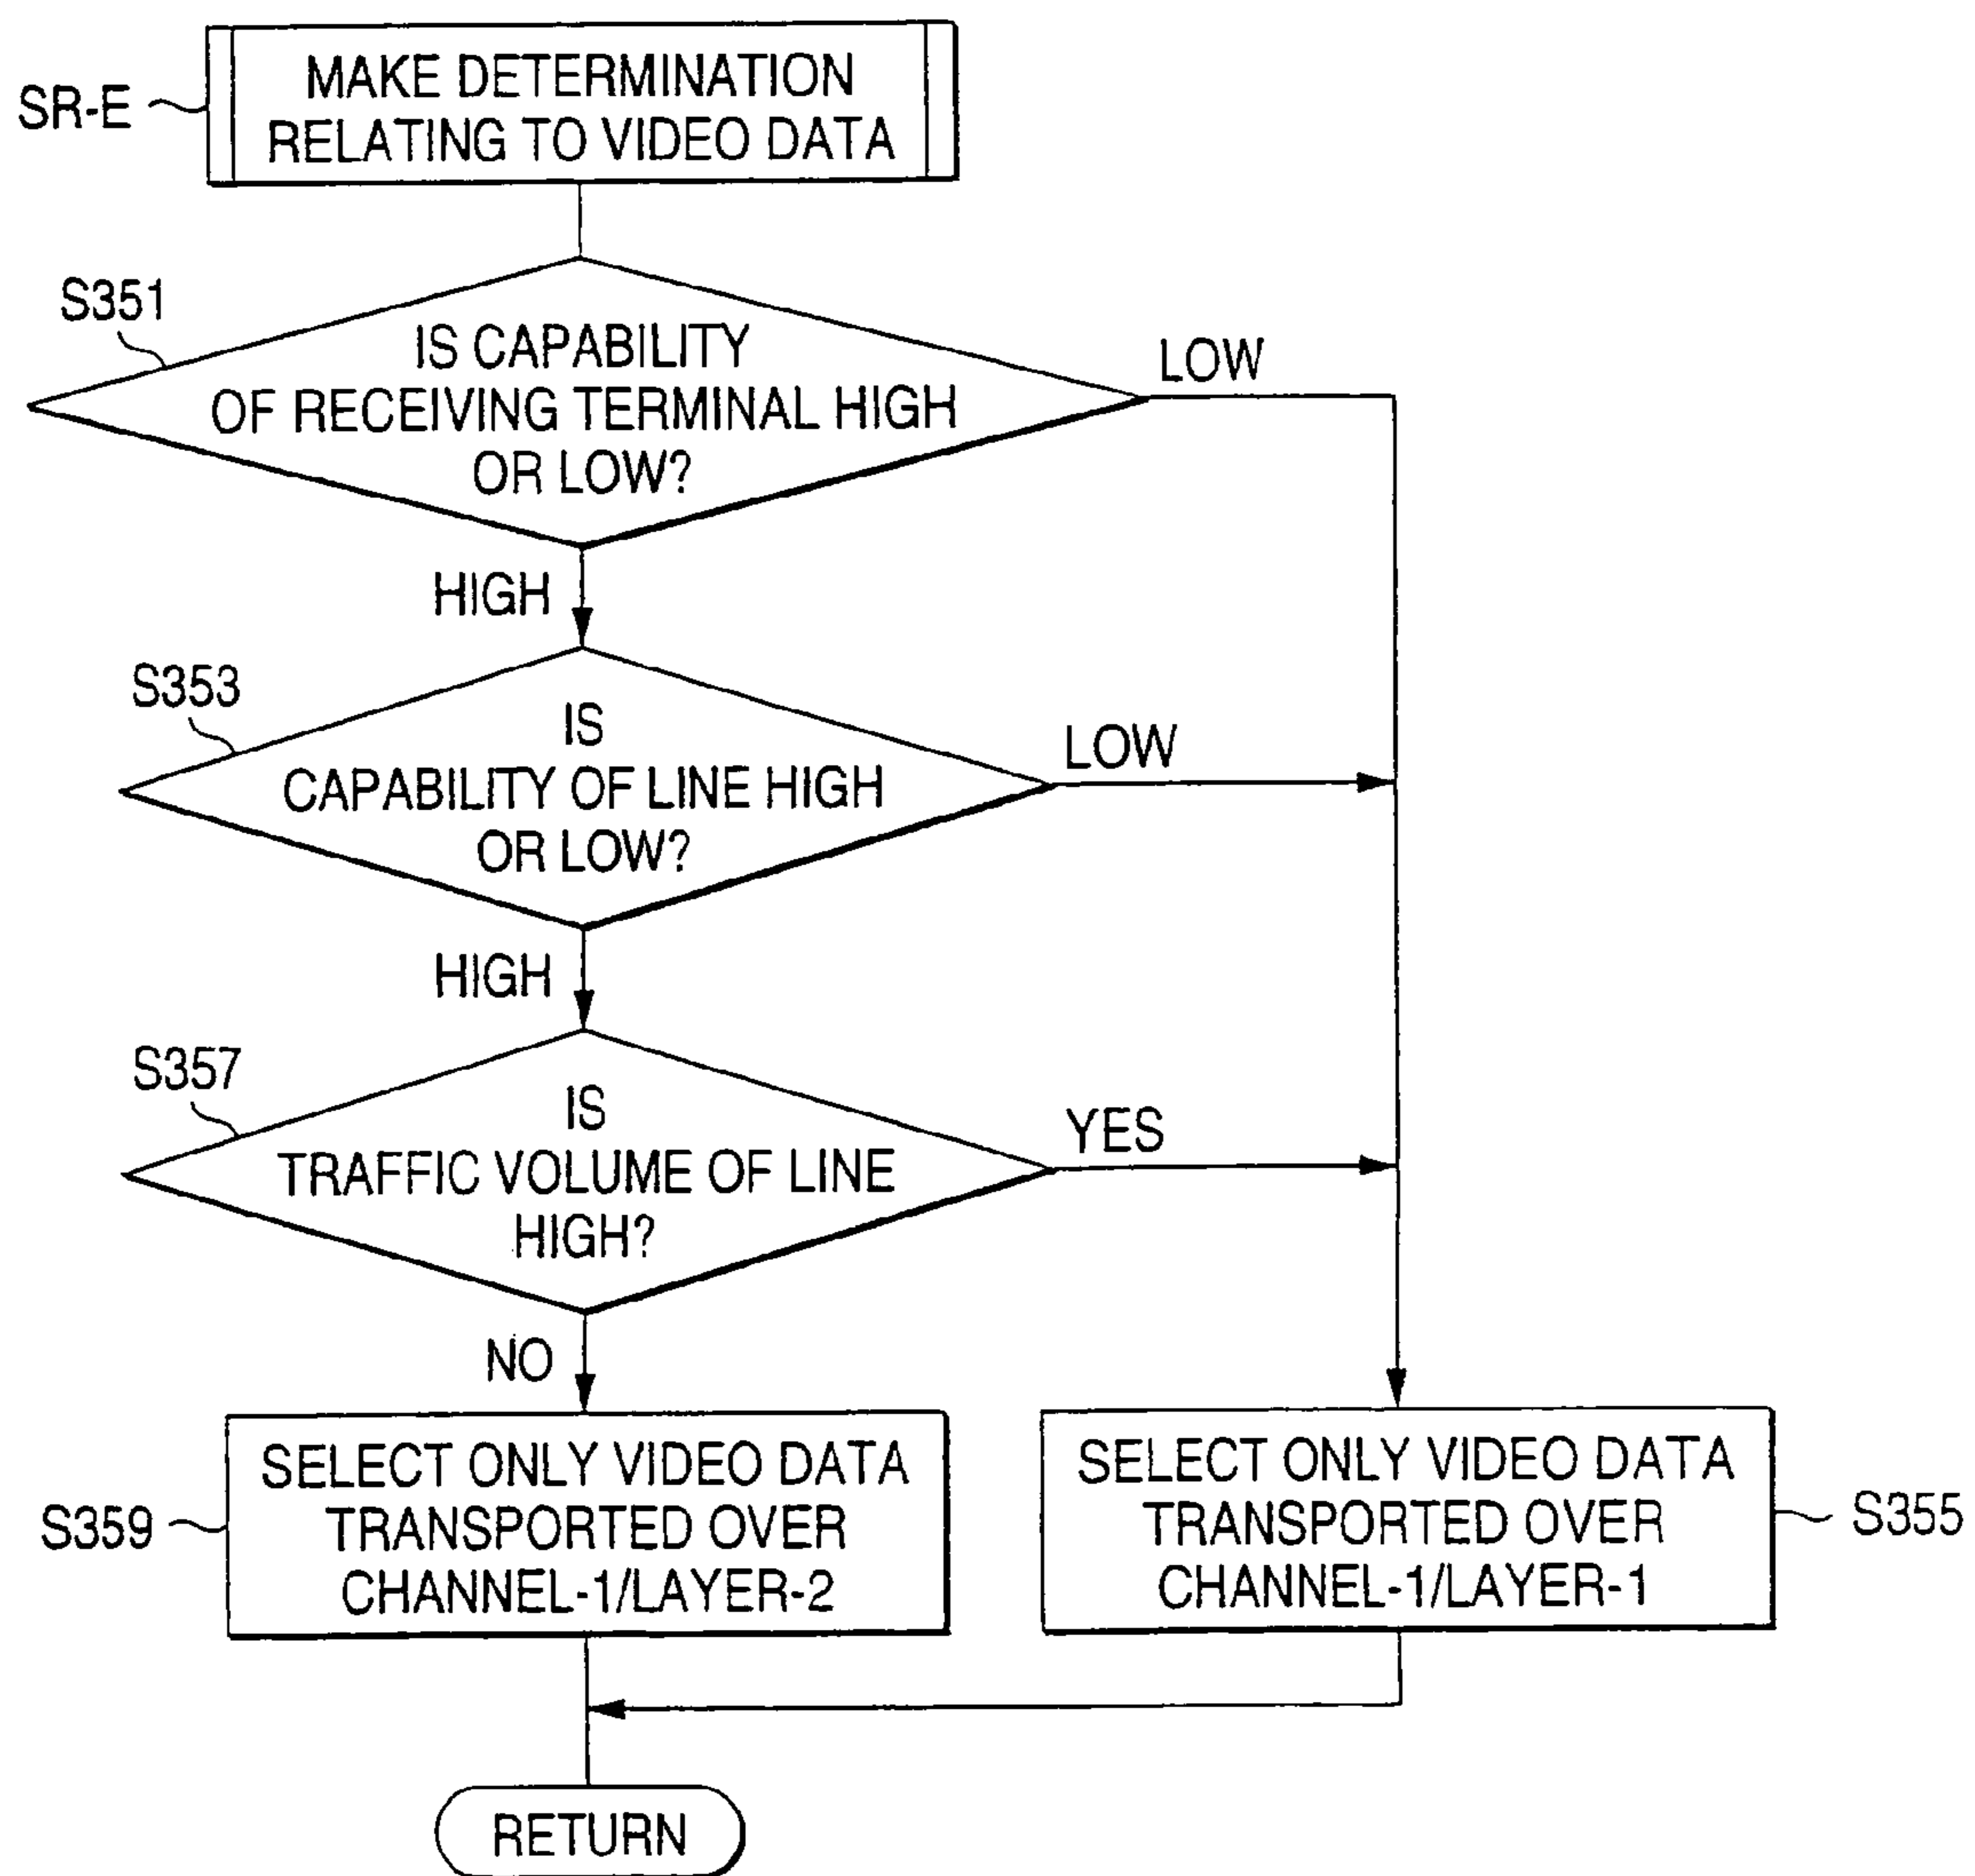 SR-E
MAKE DETERMINATION
RELATING TO VIDEO DATA
S351
IS CAPABILITY
OF RECEIVING TERMINAL HIGH
OR LOW?
LOW
HIGH
S353
IS
CAPABILITY OF LINE HIGH
OR LOW?
LOW
HIGH
S357
IS
TRAFFIC VOLUME OF LINE
HIGH?
YES
NO
S359
SELECT ONLY VIDEO DATA
TRANSPORTED OVER
CHANNEL-1/LAYER-2
SELECT ONLY VIDEO DATA
TRANSPORTED OVER
CHANNEL-1/LAYER-1
S355
RETURN